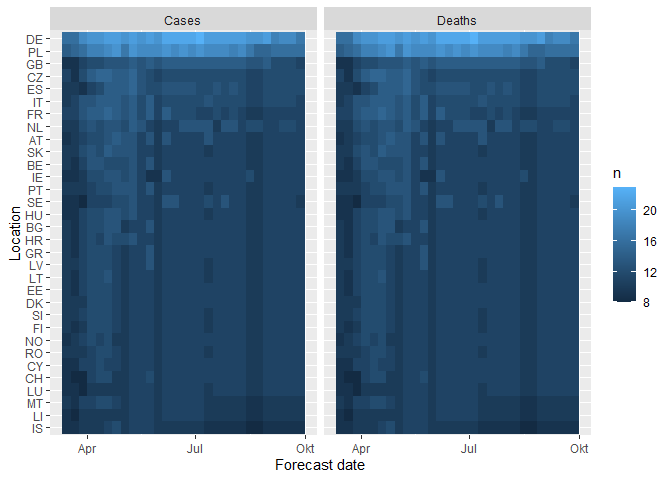 Cases Deaths
DE
PL
GB
CZ
ES
IT
FR
NL
AT
SK
BE
IE
PT
SE
HU
BG
HR
GR
LV
LT
EE
DK
SI
FI
NO
RO
CY
CH
LU
MT
LI
IS
Location
Apr Jul Okt Apr Jul Okt
Forecast date
n
20
16
12
8